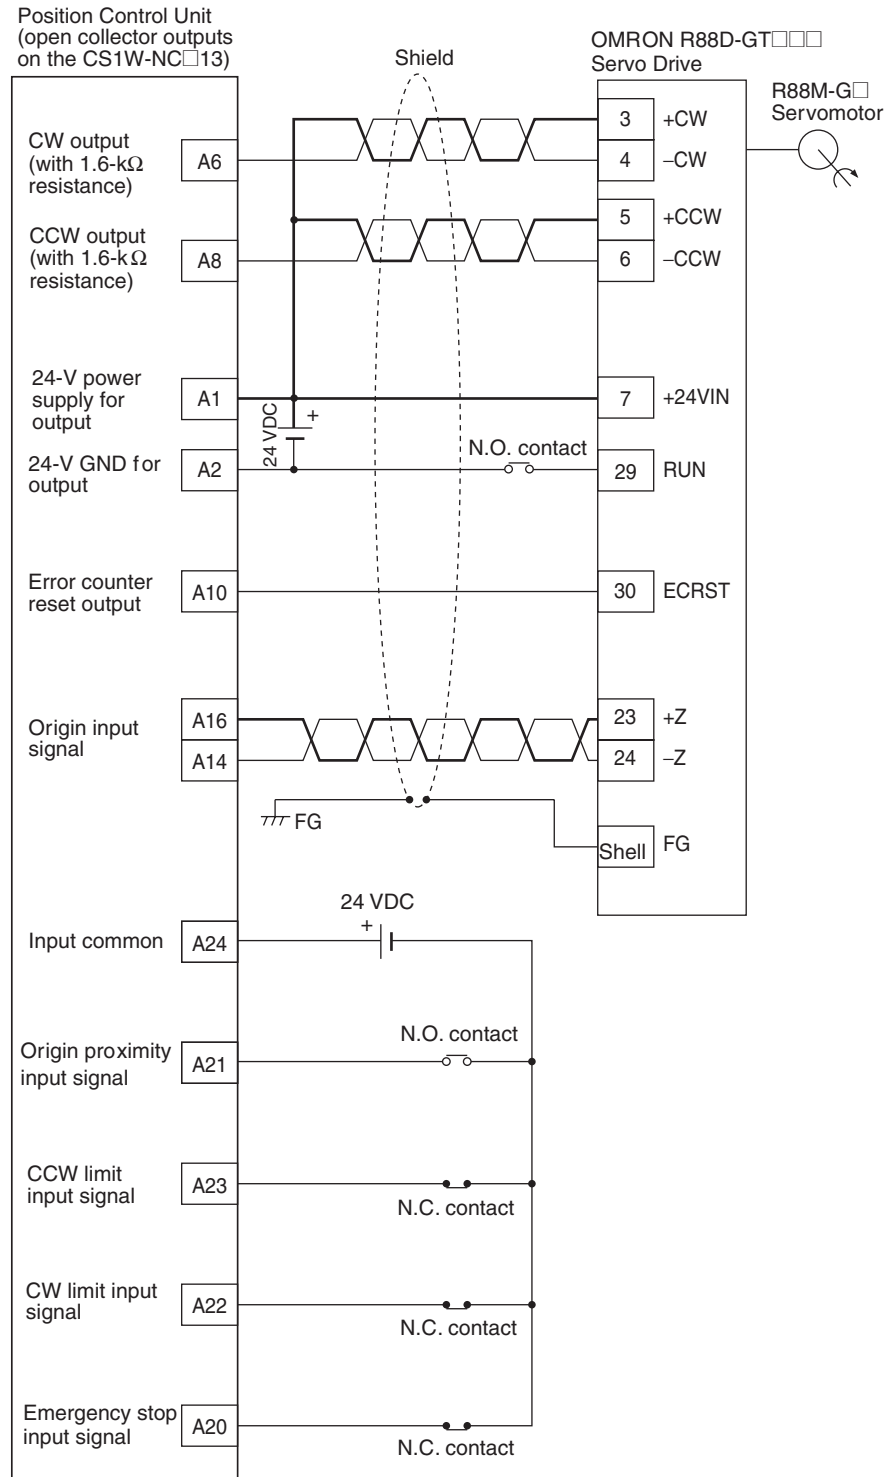 Position Control Unit
(open collector outputs
on the CS1W-NC□13)
Shield
OMRON R88D-GT□□□
Servo Drive
R88M-G□
Servomotor
CW output
(with 1.6-kΩ
resistance)
A6
3
+CW
4
−CW
CCW output
(with 1.6-kΩ
resistance)
A8
5
+CCW
6
−CCW
24-V power
supply for
output
A1
24 VDC
+
7
+24VIN
24-V GND for
output
A2
N.O. contact
29
RUN
Error counter
reset output
A10
30
ECRST
Origin input
signal
A16
A14
23
+Z
24
−Z
FG
Shell
FG
24 VDC
+
Input common
A24
N.O. contact
Origin proximity
input signal
A21
CCW limit
input signal
A23
N.C. contact
CW limit input
signal
A22
N.C. contact
Emergency stop
input signal
A20
N.C. contact